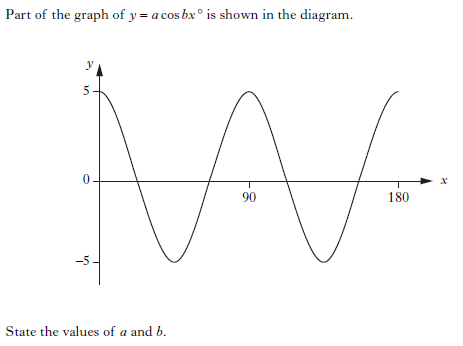 Part of the graph of y = a cos bx° is shown in the diagram.
y
5
0
x
90
180
−5
State the values of a and b.